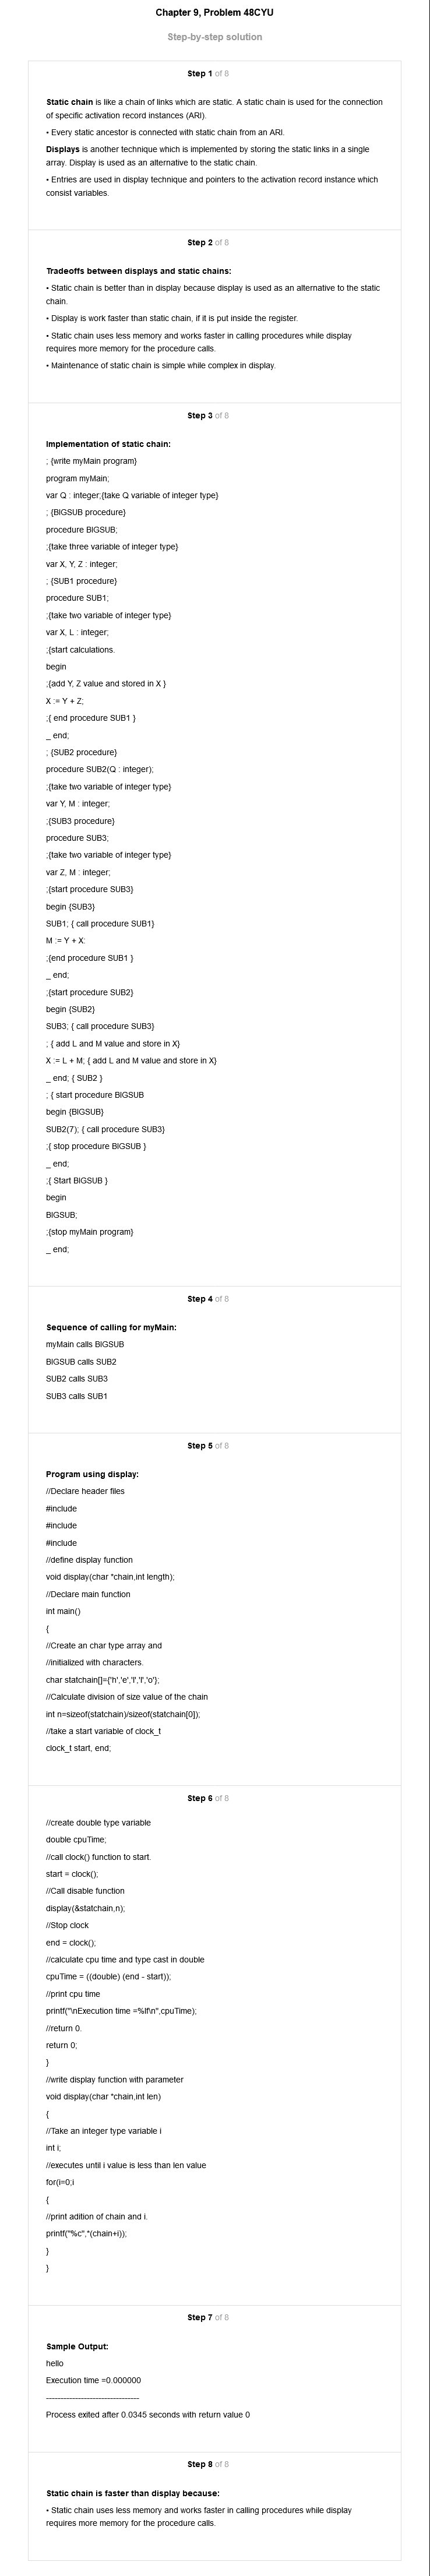 Chapter 9, Problem 48CYU
Step-by-step solution
Step 1 of 8
Static chain is like a chain of links which are static. A static chain is used for the connection
of specific activation record instances (ARI).
• Every static ancestor is connected with static chain from an ARI.
Displays is another technique which is implemented by storing the static links in a single
array. Display is used as an alternative to the static chain.
• Entries are used in display technique and pointers to the activation record instance which
consist variables.
Step 2 of 8
Tradeoffs between displays and static chains:
• Static chain is better than in display because display is used as an alternative to the static
chain.
• Display is work faster than static chain, if it is put inside the register.
• Static chain uses less memory and works faster in calling procedures while display
requires more memory for the procedure calls.
• Maintenance of static chain is simple while complex in display.
Step 3 of 8
Implementation of static chain:
; {write myMain program}
program myMain;
var Q : integer;{take Q variable of integer type}
; {BIGSUB procedure}
procedure BIGSUB;
;{take three variable of integer type}
var X, Y, Z : integer;
; {SUB1 procedure}
procedure SUB1;
;{take two variable of integer type}
var X, L : integer;
;{start calculations.
begin
;{add Y, Z value and stored in X }
X := Y + Z;
;{ end procedure SUB1 }
_ end;
; {SUB2 procedure}
procedure SUB2(Q : integer);
;{take two variable of integer type}
var Y, M : integer;
;{SUB3 procedure}
procedure SUB3;
;{take two variable of integer type}
var Z, M : integer;
;{start procedure SUB3}
begin {SUB3}
SUB1; { call procedure SUB1}
M := Y + X:
;{end procedure SUB1 }
_ end;
;{start procedure SUB2}
begin {SUB2}
SUB3; { call procedure SUB3}
; { add L and M value and store in X}
X := L + M; { add L and M value and store in X}
_ end; { SUB2 }
; { start procedure BIGSUB
begin {BIGSUB}
SUB2(7); { call procedure SUB3}
;{ stop procedure BIGSUB }
_ end;
;{ Start BIGSUB }
begin
BIGSUB;
;{stop myMain program}
_ end;
Step 4 of 8
Sequence of calling for myMain:
myMain calls BIGSUB
BIGSUB calls SUB2
SUB2 calls SUB3
SUB3 calls SUB1
Step 5 of 8
Program using display:
//Declare header files
#include
#include
#include
//define display function
void display(char *chain,int length);
//Declare main function
int main()
{
//Create an char type array and
//initialized with characters.
char statchain[]={'h','e','l','l','o'};
//Calculate division of size value of the chain
int n=sizeof(statchain)/sizeof(statchain[0]);
//take a start variable of clock_t
clock_t start, end;
Step 6 of 8
//create double type variable
double cpuTime;
//call clock() function to start.
start = clock();
//Call disable function
display(&statchain,n);
//Stop clock
end = clock();
//calculate cpu time and type cast in double
cpuTime = ((double) (end - start));
//print cpu time
printf("\nExecution time =%lf\n",cpuTime);
//return 0.
return 0;
}
//write display function with parameter
void display(char *chain,int len)
{
//Take an integer type variable i
int i;
//executes until i value is less than len value
for(i=0;i
{
//print adition of chain and i.
printf("%c",*(chain+i));
}
}
Step 7 of 8
Sample Output:
hello
Execution time =0.000000
--------------------------------
Process exited after 0.0345 seconds with return value 0
Step 8 of 8
Static chain is faster than display because:
• Static chain uses less memory and works faster in calling procedures while display
requires more memory for the procedure calls.